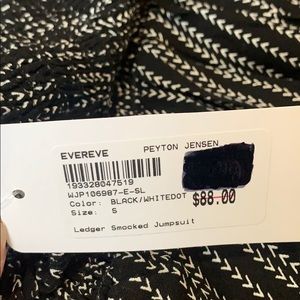 EVEREVE PEYTON JENSEN
193328047519
WJP106987-E-SL
Color: BLACK/WHITEDOT $88.00
Size: S
Ledger Smocked Jumpsuit